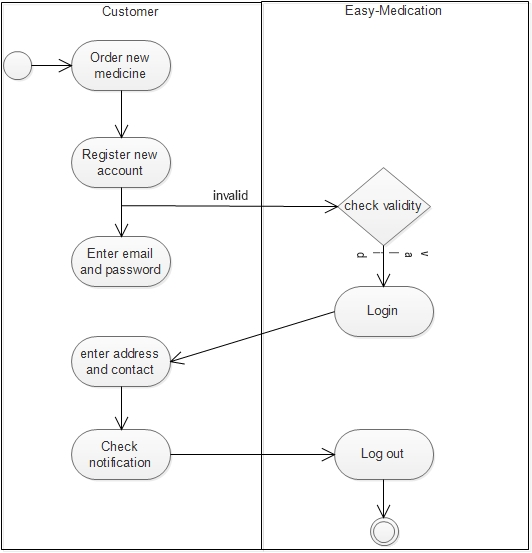 Customer
Easy-Medication
Order new
medicine
Register new
account
invalid
check validity
Enter email
and password
valid
Login
enter address
and contact
Check
notification
Log out